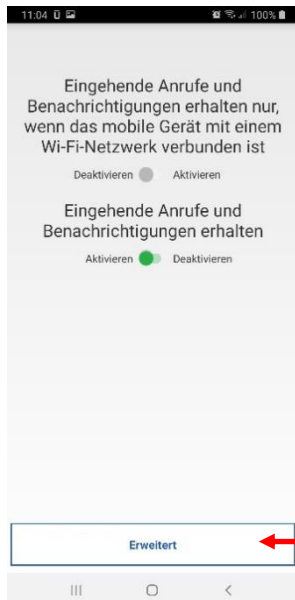 11:04 100%
Eingehende Anrufe und
Benachrichtigungen erhalten nur,
wenn das mobile Gerät mit einem
Wi-Fi-Netzwerk verbunden ist
Deaktivieren Aktivieren
Eingehende Anrufe und
Benachrichtigungen erhalten
Aktivieren Deaktivieren
Erweitert